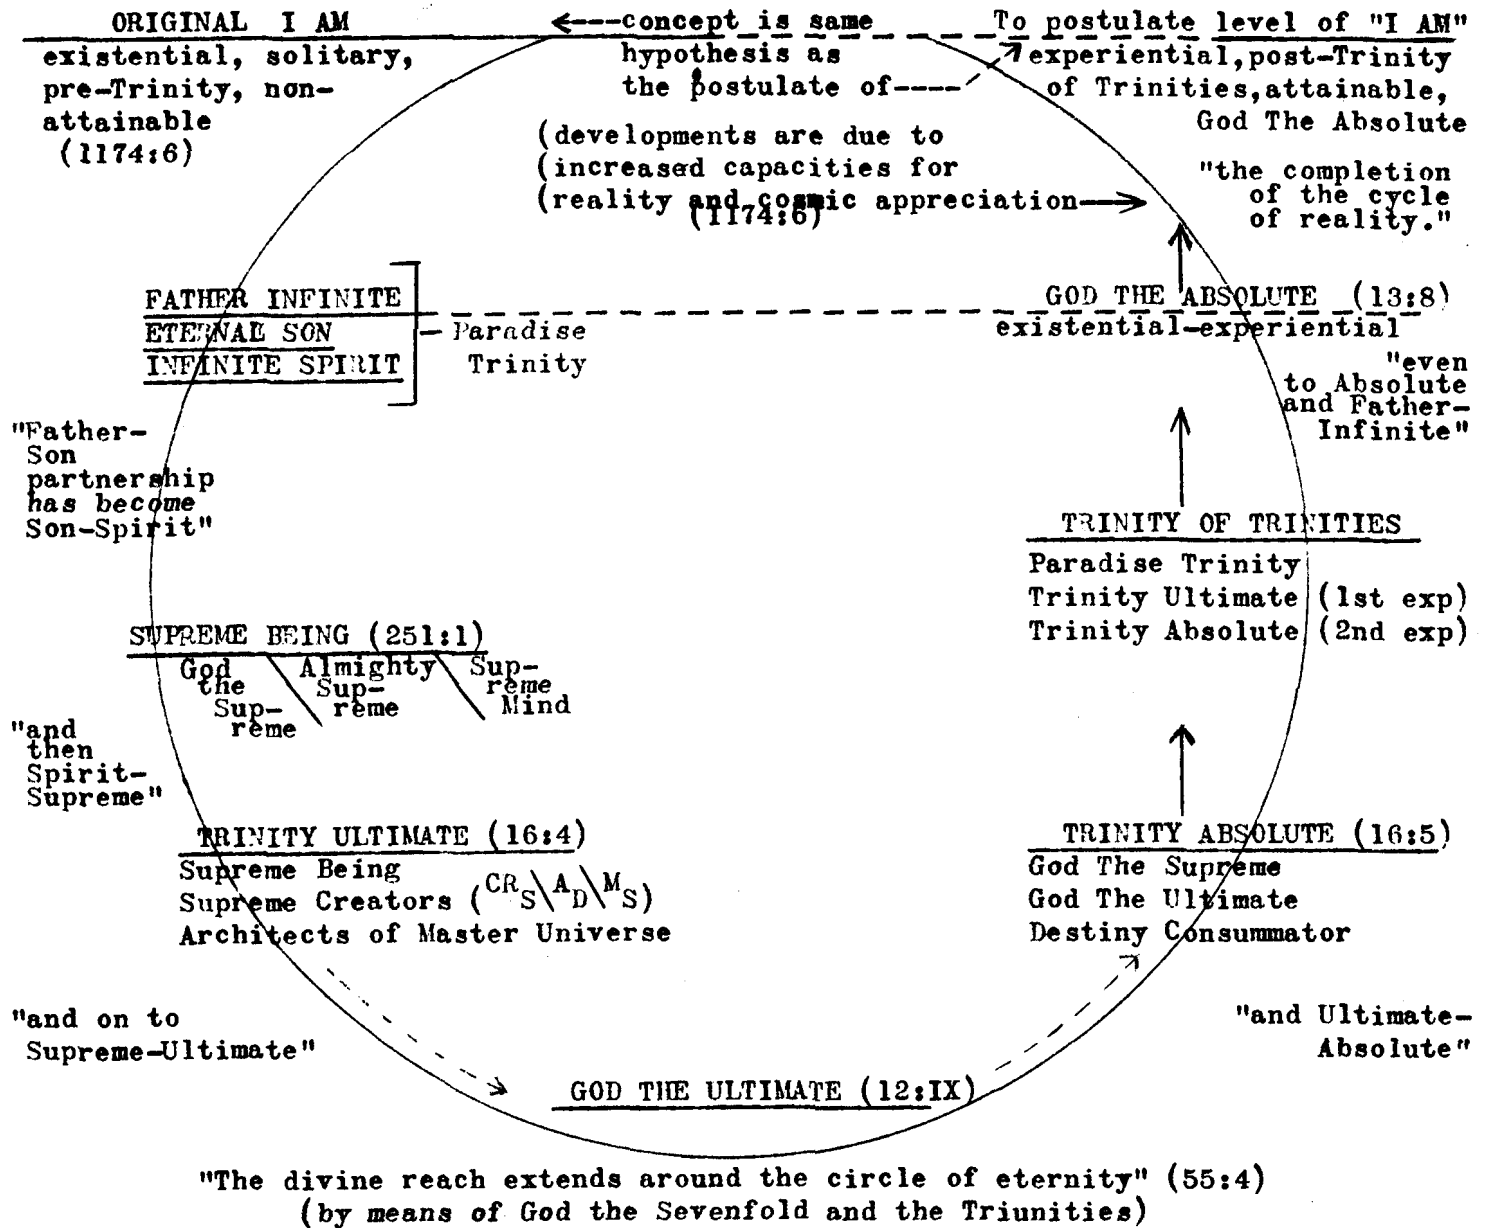 ORIGINAL I AM
existential, solitary,
pre-Trinity, non-
attainable
(1174:6)
<---concept is same
hypothesis as
the postulate of----
To postulate level of "I AM"
experiential,post-Trinity
of Trinities,attainable,
God The Absolute
(developments are due to
(increased capacities for
(reality and cosmic appreciation
(1174:6)
"the completion
of the cycle
of reality."
FATHER INFINITE
ETERNAL SON
INFINITE SPIRIT
- Paradise
Trinity
GOD THE ABSOLUTE (13:8)
existential-experiential
"even
to Absolute
and Father-
Infinite"
"Father-
Son
partnership
has become
Son-Spirit"
TRINITY OF TRINITIES
Paradise Trinity
Trinity Ultimate (1st exp)
Trinity Absolute (2nd exp)
SUPREME BEING (251:1)
God
the
Sup-
reme
Almighty
Sup-
reme
Sup-
reme
Mind
"and
then
Spirit-
Supreme"
TRINITY ULTIMATE (16:4)
Supreme Being
Supreme Creators (CRS\AD\MS)
Architects of Master Universe
TRINITY ABSOLUTE (16:5)
God The Supreme
God The Ultimate
Destiny Consummator
"and on to
Supreme-Ultimate"
"and Ultimate-
Absolute"
GOD THE ULTIMATE (12:IX)
"The divine reach extends around the circle of eternity" (55:4)
(by means of God the Sevenfold and the Triunities)